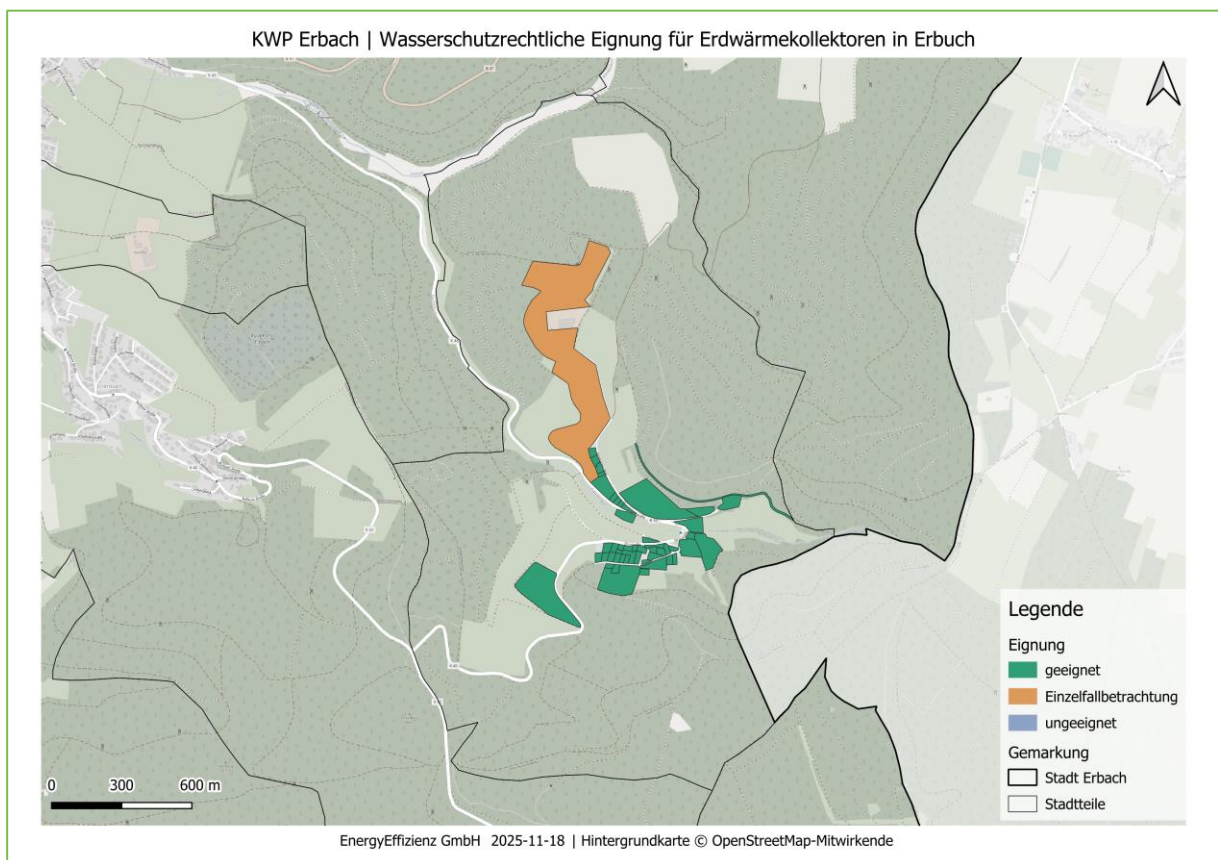 KWP Erbach | Wasserschutzrechtliche Eignung für Erdwärmekollektoren in Erbuch
Legende
Eignung
geeignet
Einzelfallbetrachtung
ungeeignet
Gemarkung
Stadt Erbach
Stadtteile
0 300 600 m
EnergyEffizienz GmbH 2025-11-18 | Hintergrundkarte © OpenStreetMap-Mitwirkende